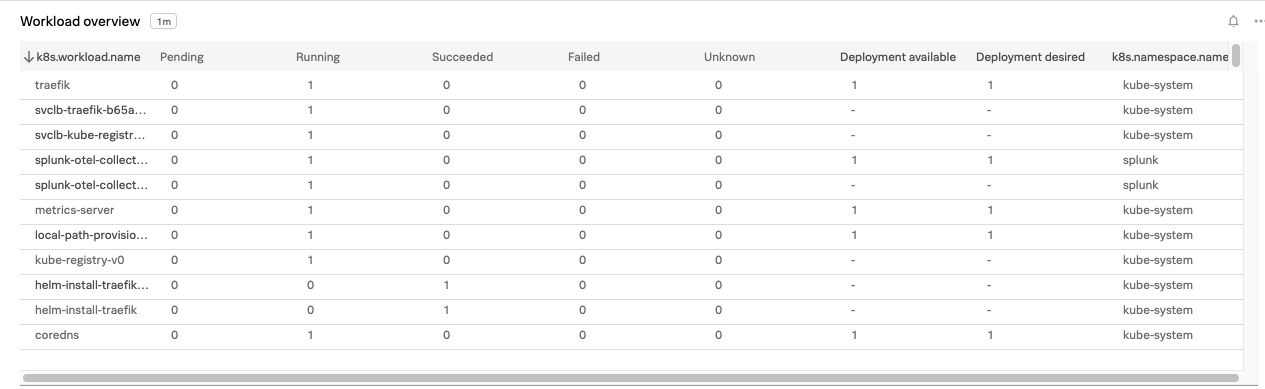 Workload overview 1m
k8s.workload.name Pending Running Succeeded Failed Unknown Deployment available Deployment desired k8s.namespace.name
traefik 0 1 0 0 0 1 1 kube-system
svclb-traefik-b65a... 0 1 0 0 0 - - kube-system
svclb-kube-registr... 0 1 0 0 0 - - kube-system
splunk-otel-collect... 0 1 0 0 0 1 1 splunk
splunk-otel-collect... 0 1 0 0 0 - - splunk
metrics-server 0 1 0 0 0 1 1 kube-system
local-path-provisio... 0 1 0 0 0 1 1 kube-system
kube-registry-v0 0 1 0 0 0 - - kube-system
helm-install-traefik... 0 0 1 0 0 - - kube-system
helm-install-traefik 0 0 1 0 0 - - kube-system
coredns 0 1 0 0 0 1 1 kube-system